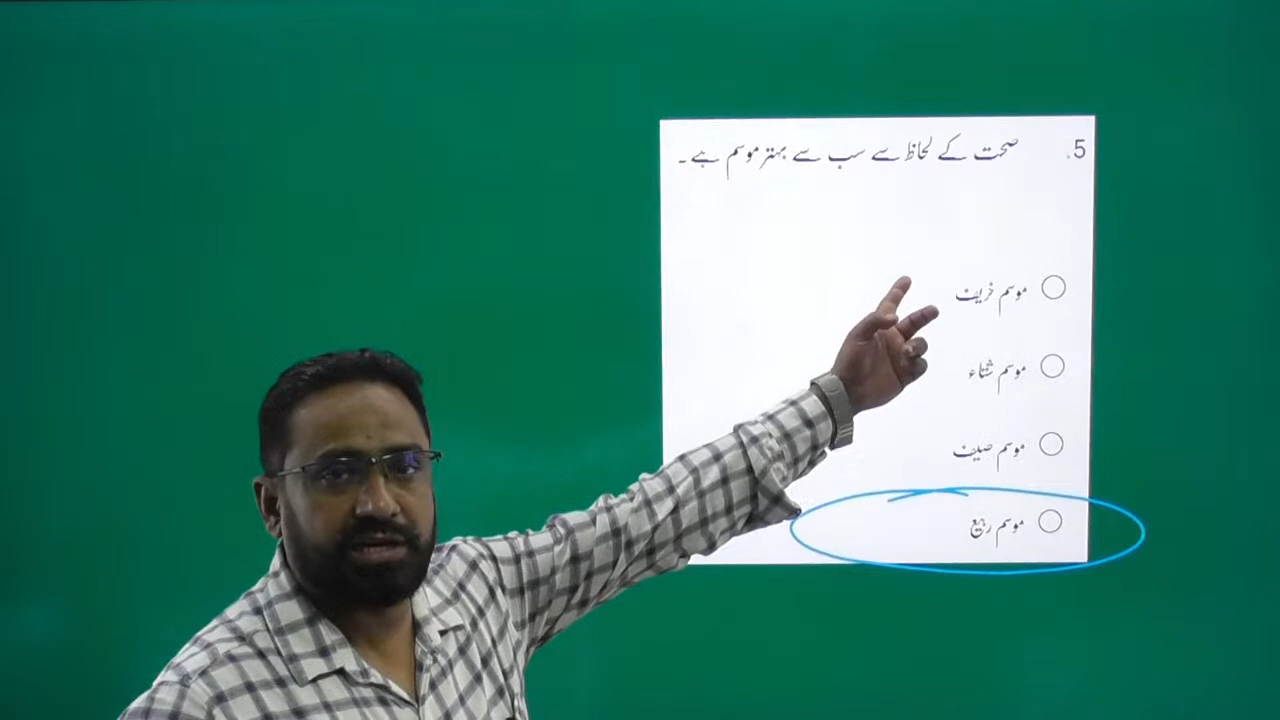 5. صحت کے لحاظ سے سب سے بہتر موسم ہے۔
موسم خریف
موسم شتاء
موسم صیف
موسم ربیع